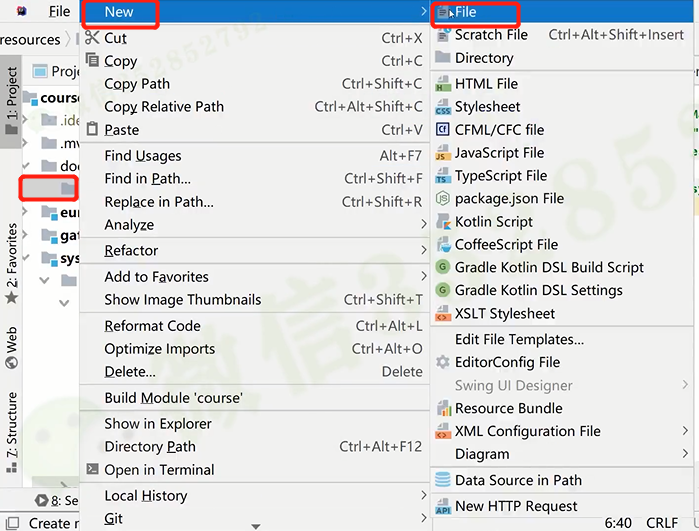 File
resources
1: Project
Proj
cours
.ide
.mv
doc
eur
gat
sys
2: Favorites
Web
7: Structure
8: Se
Create n
New
Cut Ctrl+X
Copy Ctrl+C
Copy Path Ctrl+Shift+C
Copy Relative Path Ctrl+Alt+Shift+C
Paste Ctrl+V
Find Usages Alt+F7
Find in Path... Ctrl+Shift+F
Replace in Path... Ctrl+Shift+R
Analyze
Refactor
Add to Favorites
Show Image Thumbnails Ctrl+Shift+T
Reformat Code Ctrl+Alt+L
Optimize Imports Ctrl+Alt+O
Delete... Delete
Build Module 'course'
Show in Explorer
Directory Path Ctrl+Alt+F12
Open in Terminal
Local History
Git
File
Scratch File Ctrl+Alt+Shift+Insert
Directory
HTML File
Stylesheet
CFML/CFC file
JavaScript File
TypeScript File
package.json File
Kotlin Script
CoffeeScript File
Gradle Kotlin DSL Build Script
Gradle Kotlin DSL Settings
XSLT Stylesheet
Edit File Templates...
EditorConfig File
Swing UI Designer
Resource Bundle
XML Configuration File
Diagram
Data Source in Path
New HTTP Request
6:40 CRLF